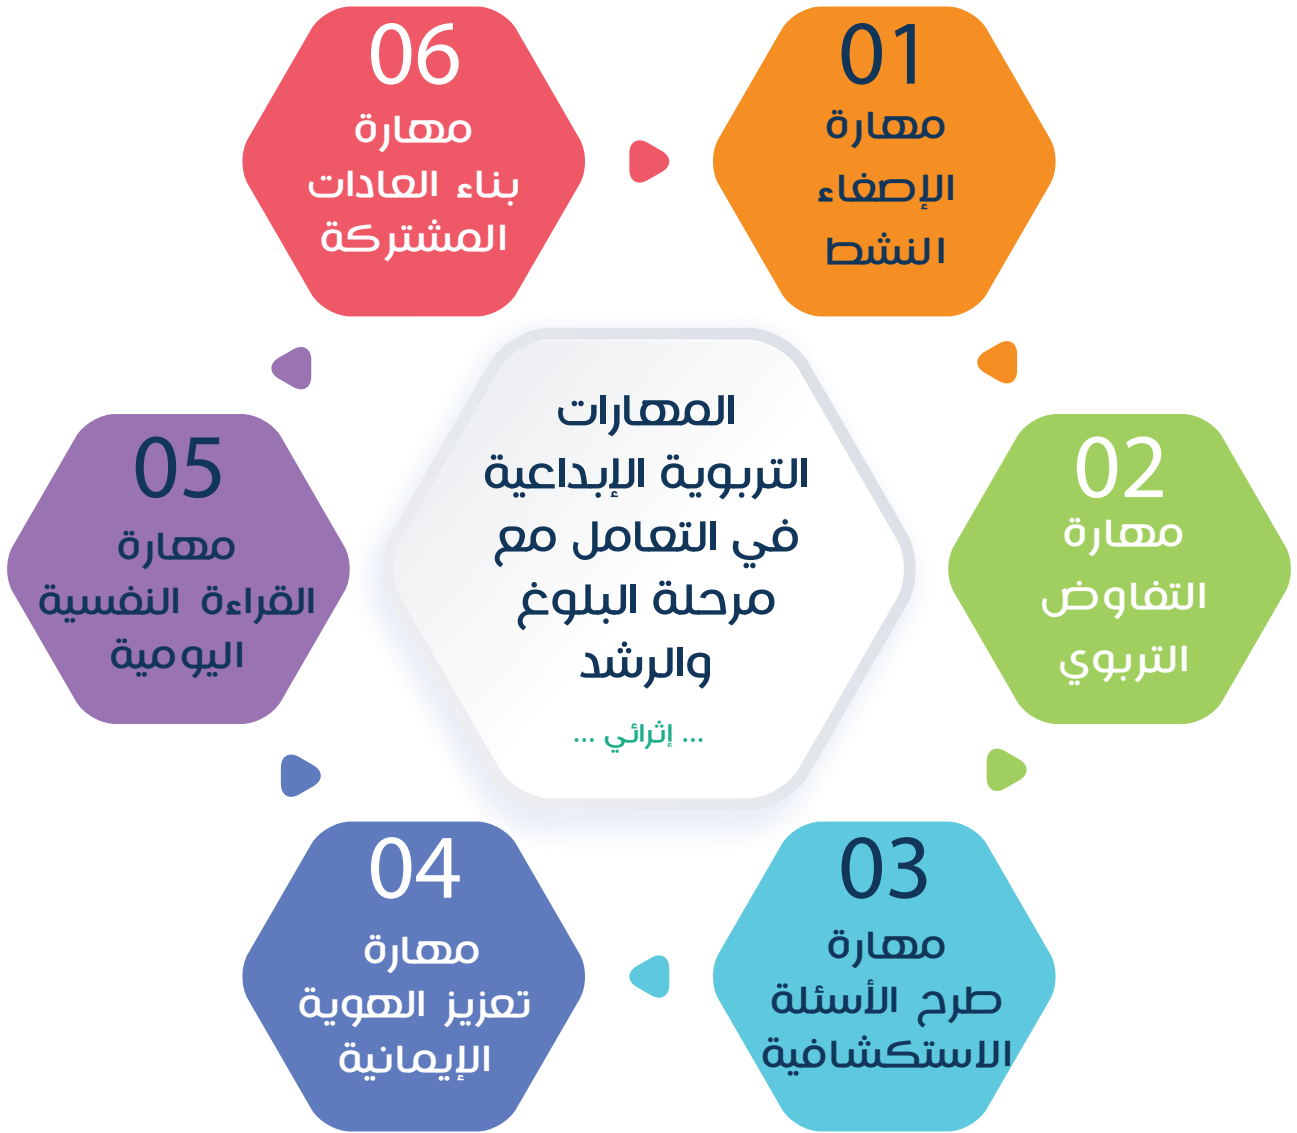 المهارات
التربوية الإبداعية
في التعامل مع
مرحلة البلوغ
والرشد
... إثرائي ...
01
مهارة
الإصغاء
النشط
02
مهارة
التفاوض
التربوي
03
مهارة
طرح الأسئلة
الاستكشافية
04
مهارة
تعزيز الهوية
الإيمانية
05
مهارة
القراءة النفسية
اليومية
06
مهارة
بناء العادات
المشتركة